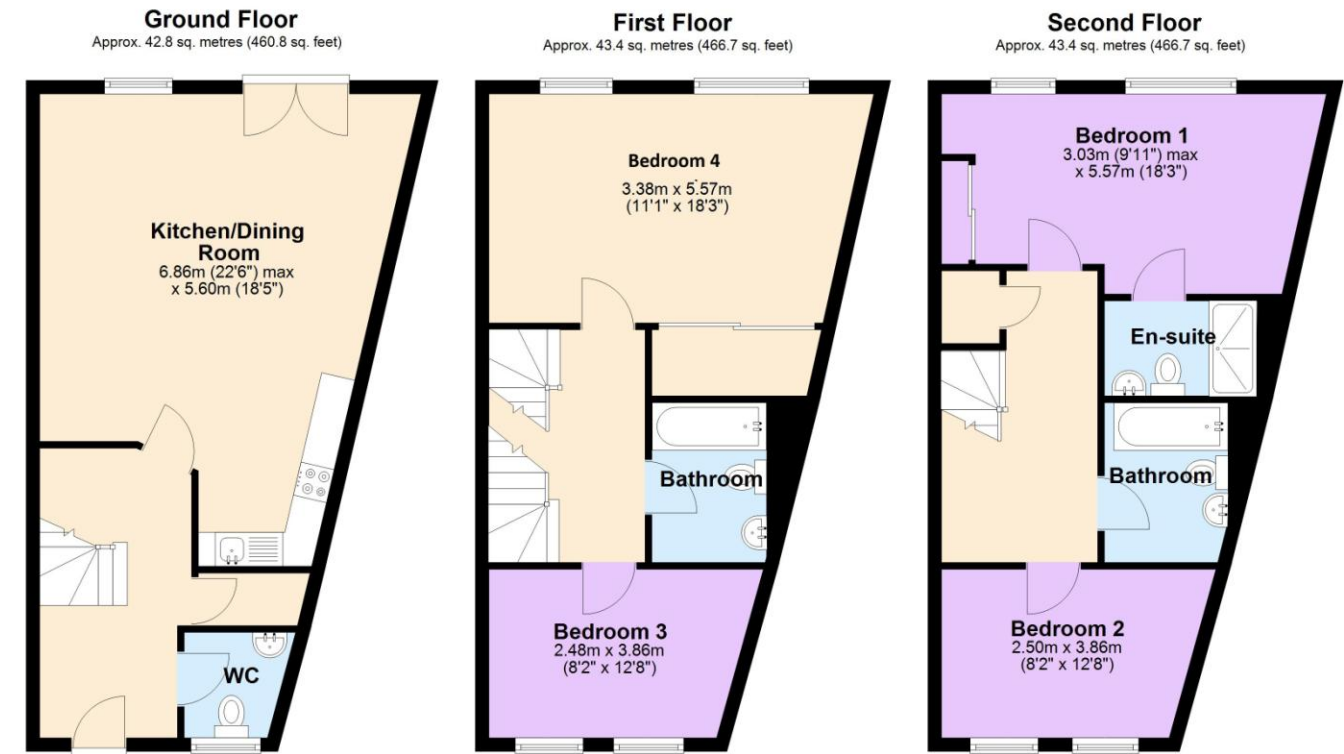 Ground Floor
Approx. 42.8 sq. metres (460.8 sq. feet)
Kitchen/Dining
Room
6.86m (22'6") max
x 5.60m (18'5")
WC
First Floor
Approx. 43.4 sq. metres (466.7 sq. feet)
Bedroom 4
3.38m x 5.57m
(11'1" x 18'3")
Bathroom
Bedroom 3
2.48m x 3.86m
(8'2" x 12'8")
Second Floor
Approx. 43.4 sq. metres (466.7 sq. feet)
Bedroom 1
3.03m (9'11") max
x 5.57m (18'3")
En-suite
Bathroom
Bedroom 2
2.50m x 3.86m
(8'2" x 12'8")